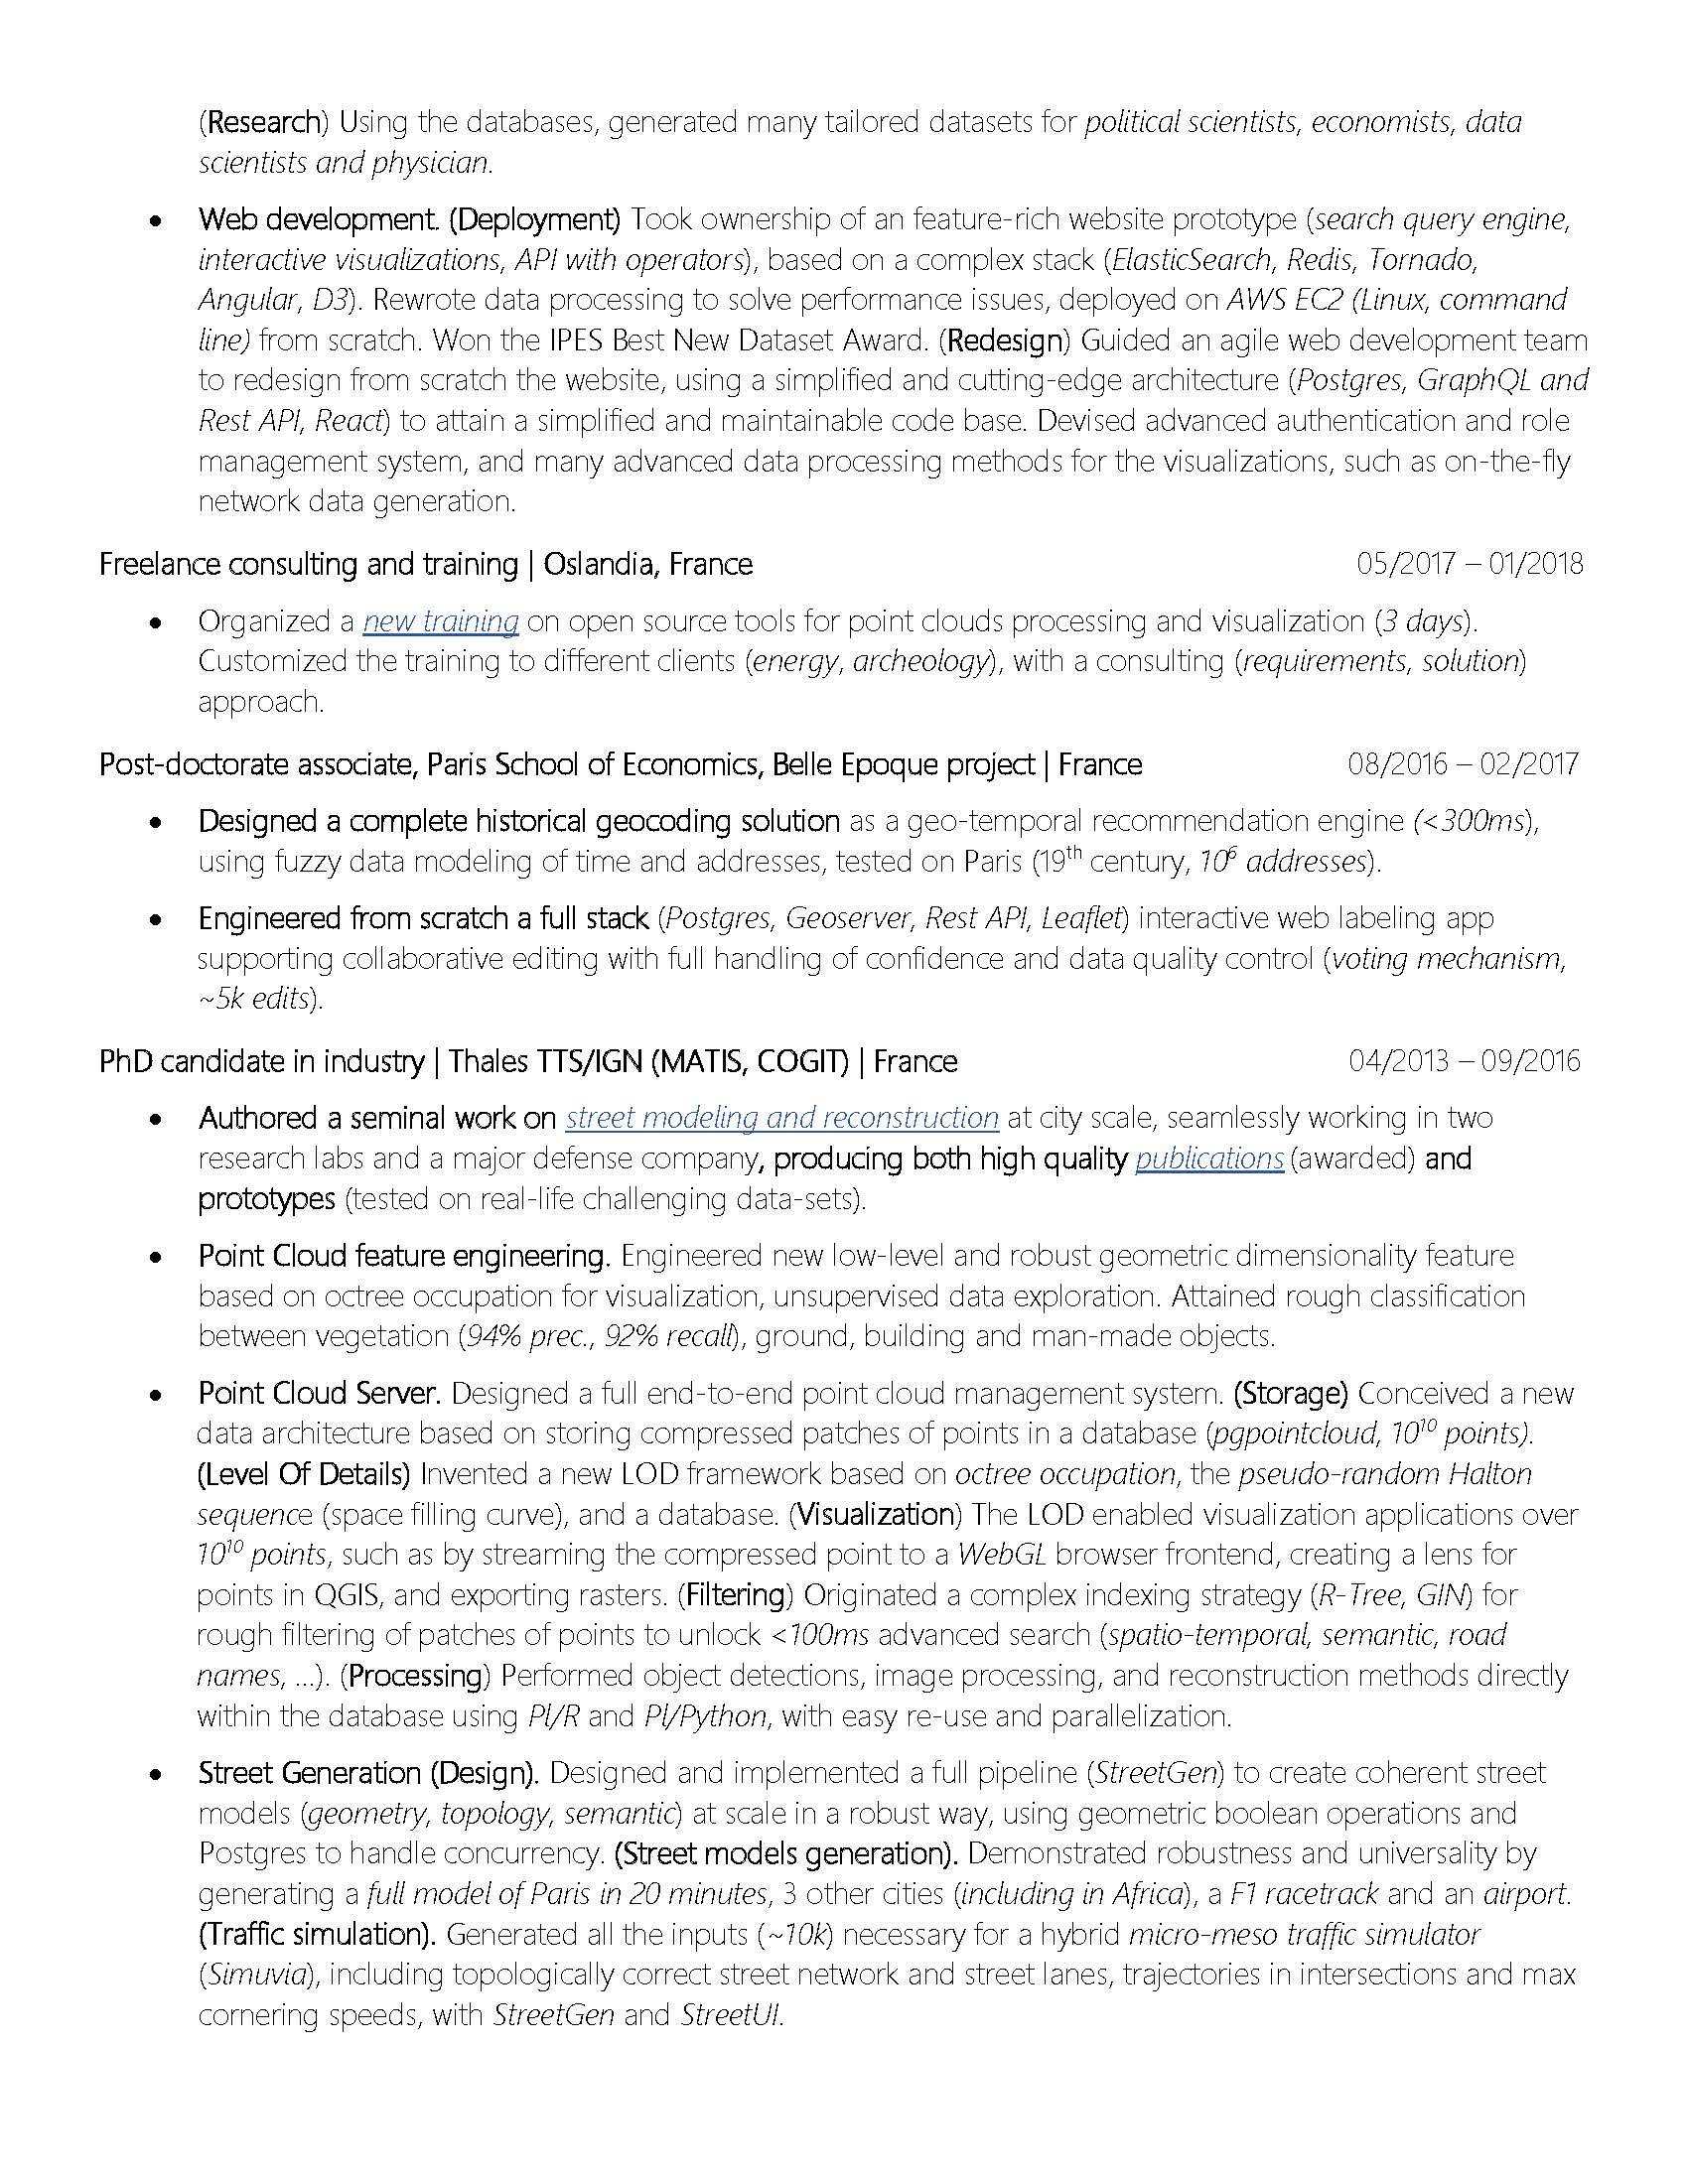 (Research) Using the databases, generated many tailored datasets for political scientists, economists, data
scientists and physician.
• Web development. (Deployment) Took ownership of an feature-rich website prototype (search query engine,
interactive visualizations, API with operators), based on a complex stack (ElasticSearch, Redis, Tornado,
Angular, D3). Rewrote data processing to solve performance issues, deployed on AWS EC2 (Linux, command
line) from scratch. Won the IPES Best New Dataset Award. (Redesign) Guided an agile web development team
to redesign from scratch the website, using a simplified and cutting-edge architecture (Postgres, GraphQL and
Rest API, React) to attain a simplified and maintainable code base. Devised advanced authentication and role
management system, and many advanced data processing methods for the visualizations, such as on-the-fly
network data generation.
Freelance consulting and training | Oslandia, France 05/2017 – 01/2018
• Organized a new training on open source tools for point clouds processing and visualization (3 days).
Customized the training to different clients (energy, archeology), with a consulting (requirements, solution)
approach.
Post-doctorate associate, Paris School of Economics, Belle Epoque project | France 08/2016 – 02/2017
• Designed a complete historical geocoding solution as a geo-temporal recommendation engine (<300ms),
using fuzzy data modeling of time and addresses, tested on Paris (19th century, 10⁶ addresses).
• Engineered from scratch a full stack (Postgres, Geoserver, Rest API, Leaflet) interactive web labeling app
supporting collaborative editing with full handling of confidence and data quality control (voting mechanism,
~5k edits).
PhD candidate in industry | Thales TTS/IGN (MATIS, COGIT) | France 04/2013 – 09/2016
• Authored a seminal work on street modeling and reconstruction at city scale, seamlessly working in two
research labs and a major defense company, producing both high quality publications (awarded) and
prototypes (tested on real-life challenging data-sets).
• Point Cloud feature engineering. Engineered new low-level and robust geometric dimensionality feature
based on octree occupation for visualization, unsupervised data exploration. Attained rough classification
between vegetation (94% prec., 92% recall), ground, building and man-made objects.
• Point Cloud Server. Designed a full end-to-end point cloud management system. (Storage) Conceived a new
data architecture based on storing compressed patches of points in a database (pgpointcloud, 10¹⁰ points).
(Level Of Details) Invented a new LOD framework based on octree occupation, the pseudo-random Halton
sequence (space filling curve), and a database. (Visualization) The LOD enabled visualization applications over
10¹⁰ points, such as by streaming the compressed point to a WebGL browser frontend, creating a lens for
points in QGIS, and exporting rasters. (Filtering) Originated a complex indexing strategy (R-Tree, GIN) for
rough filtering of patches of points to unlock <100ms advanced search (spatio-temporal, semantic, road
names, ...). (Processing) Performed object detections, image processing, and reconstruction methods directly
within the database using Pl/R and Pl/Python, with easy re-use and parallelization.
• Street Generation (Design). Designed and implemented a full pipeline (StreetGen) to create coherent street
models (geometry, topology, semantic) at scale in a robust way, using geometric boolean operations and
Postgres to handle concurrency. (Street models generation). Demonstrated robustness and universality by
generating a full model of Paris in 20 minutes, 3 other cities (including in Africa), a F1 racetrack and an airport.
(Traffic simulation). Generated all the inputs (~10k) necessary for a hybrid micro-meso traffic simulator
(Simuvia), including topologically correct street network and street lanes, trajectories in intersections and max
cornering speeds, with StreetGen and StreetUI.